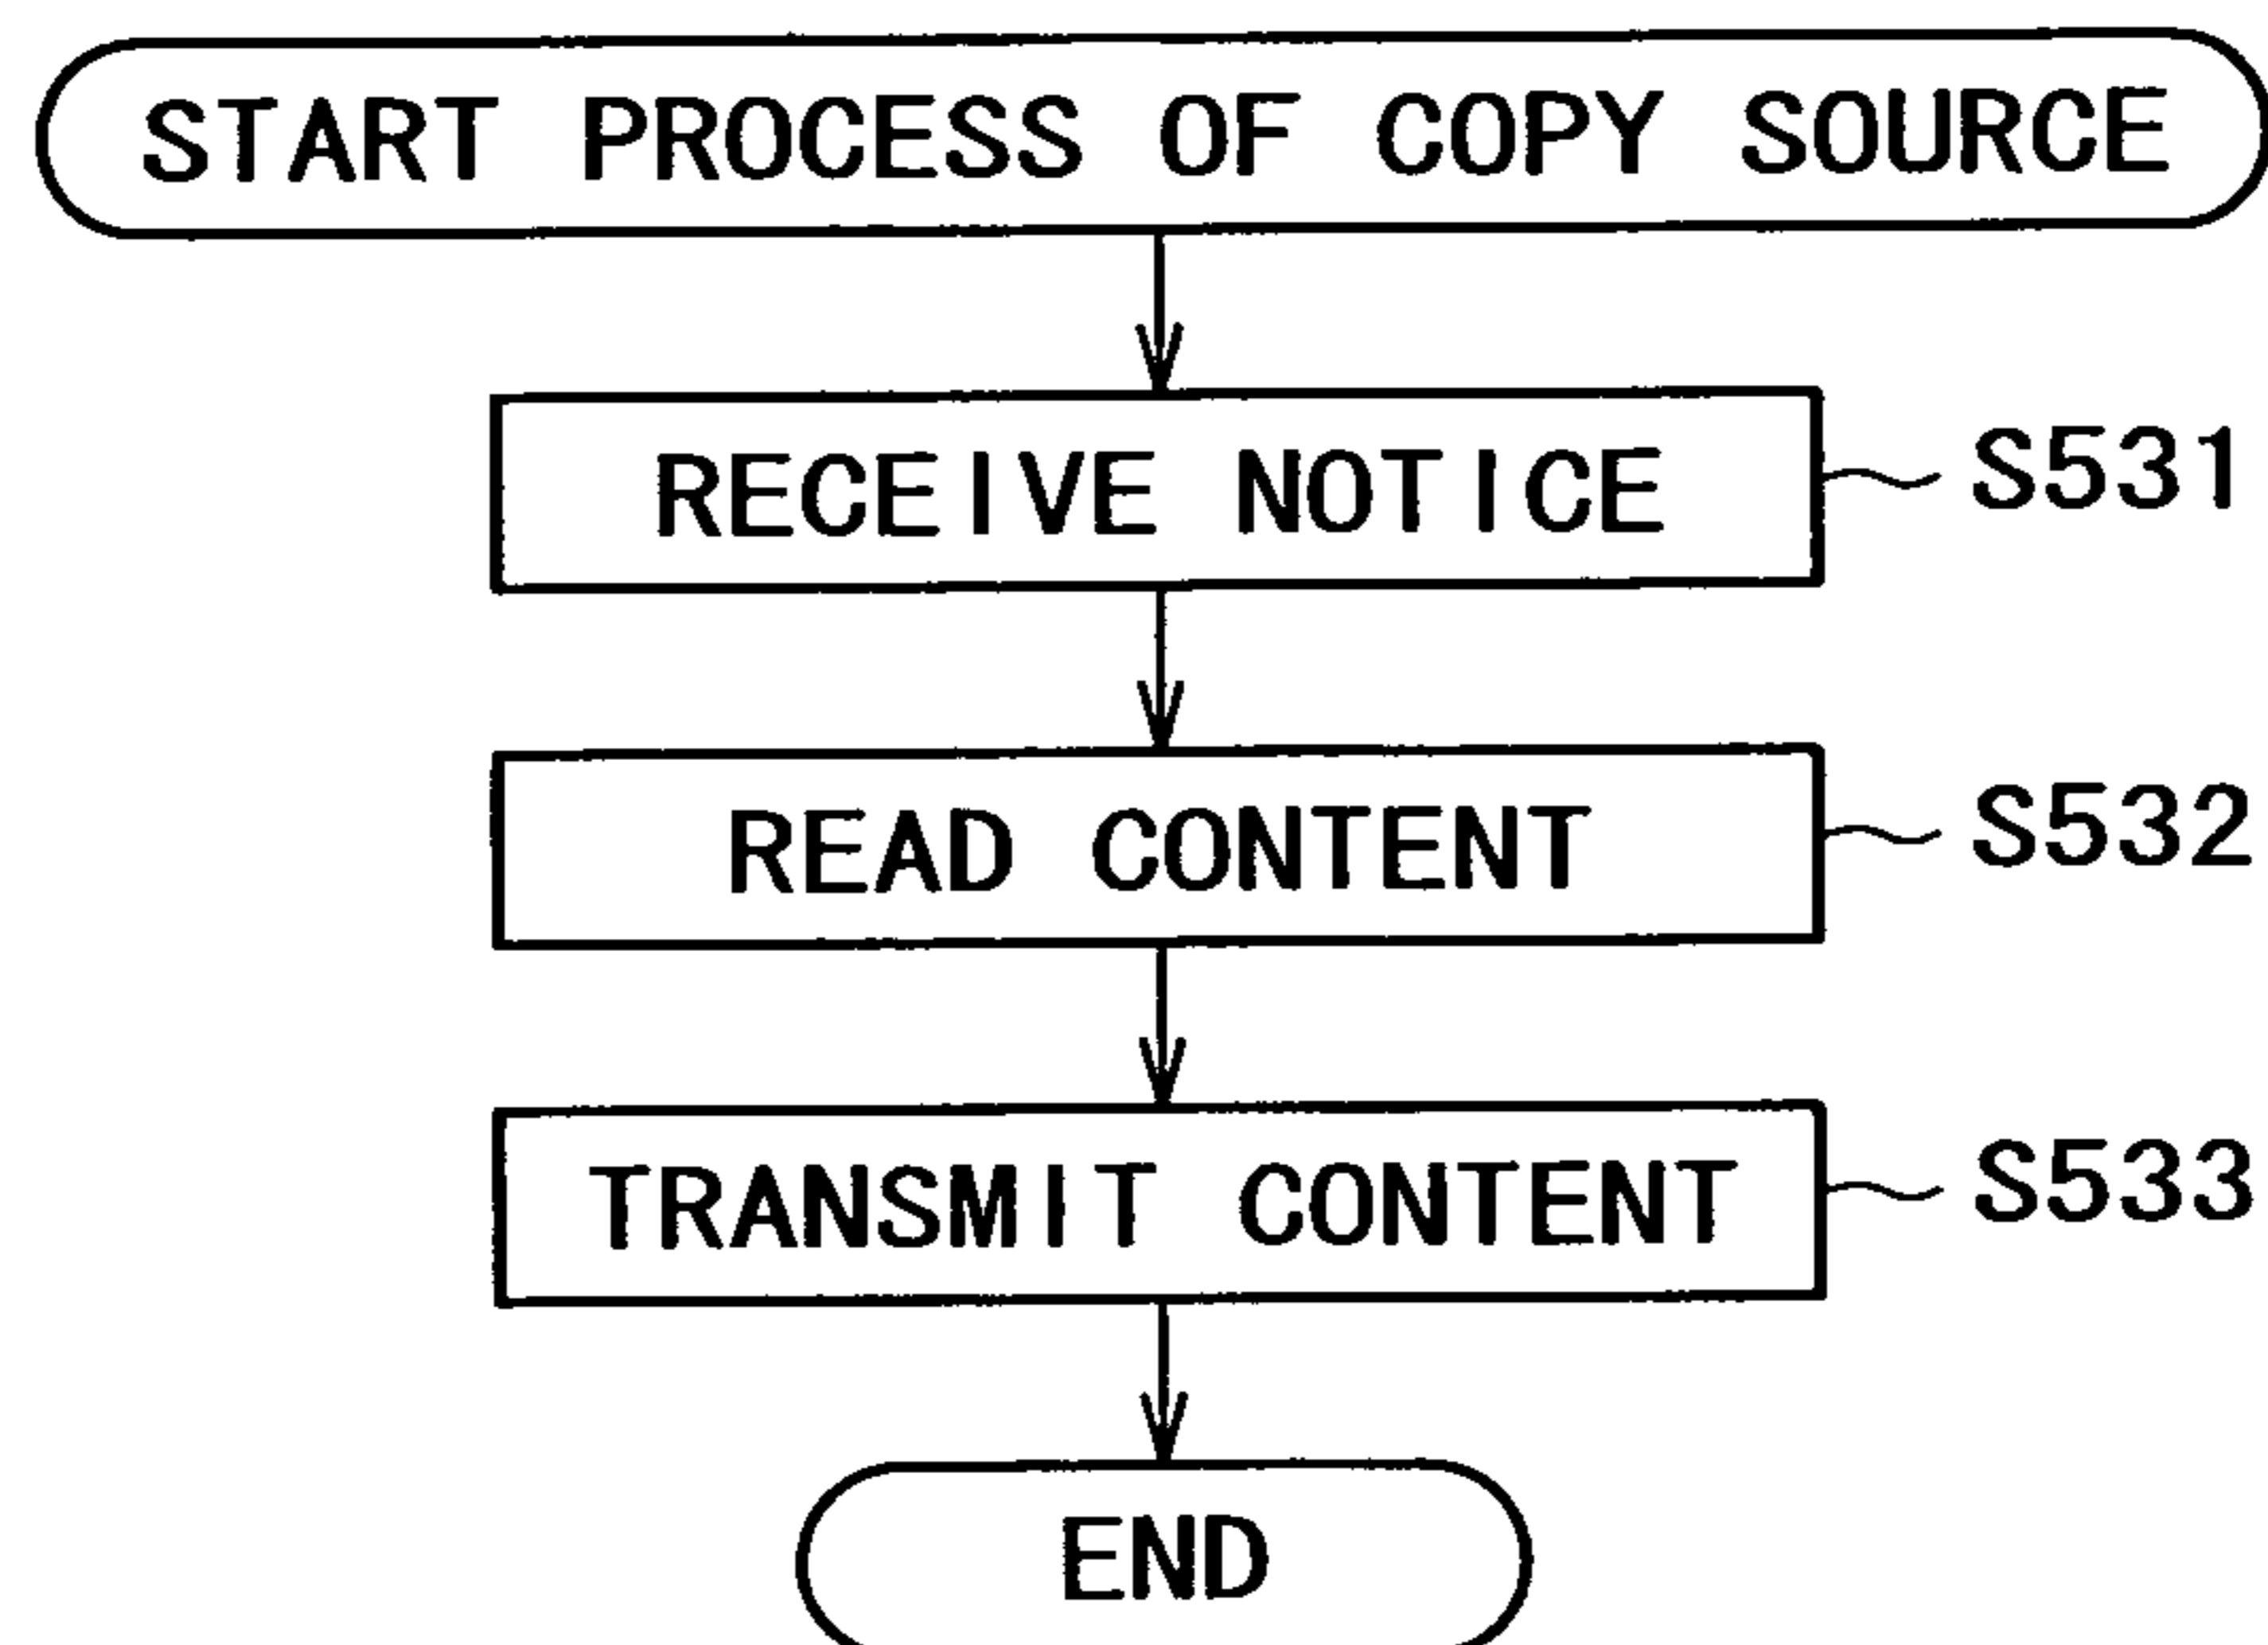 START PROCESS OF COPY SOURCE
RECEIVE NOTICE S531
READ CONTENT S532
TRANSMIT CONTENT S533
END